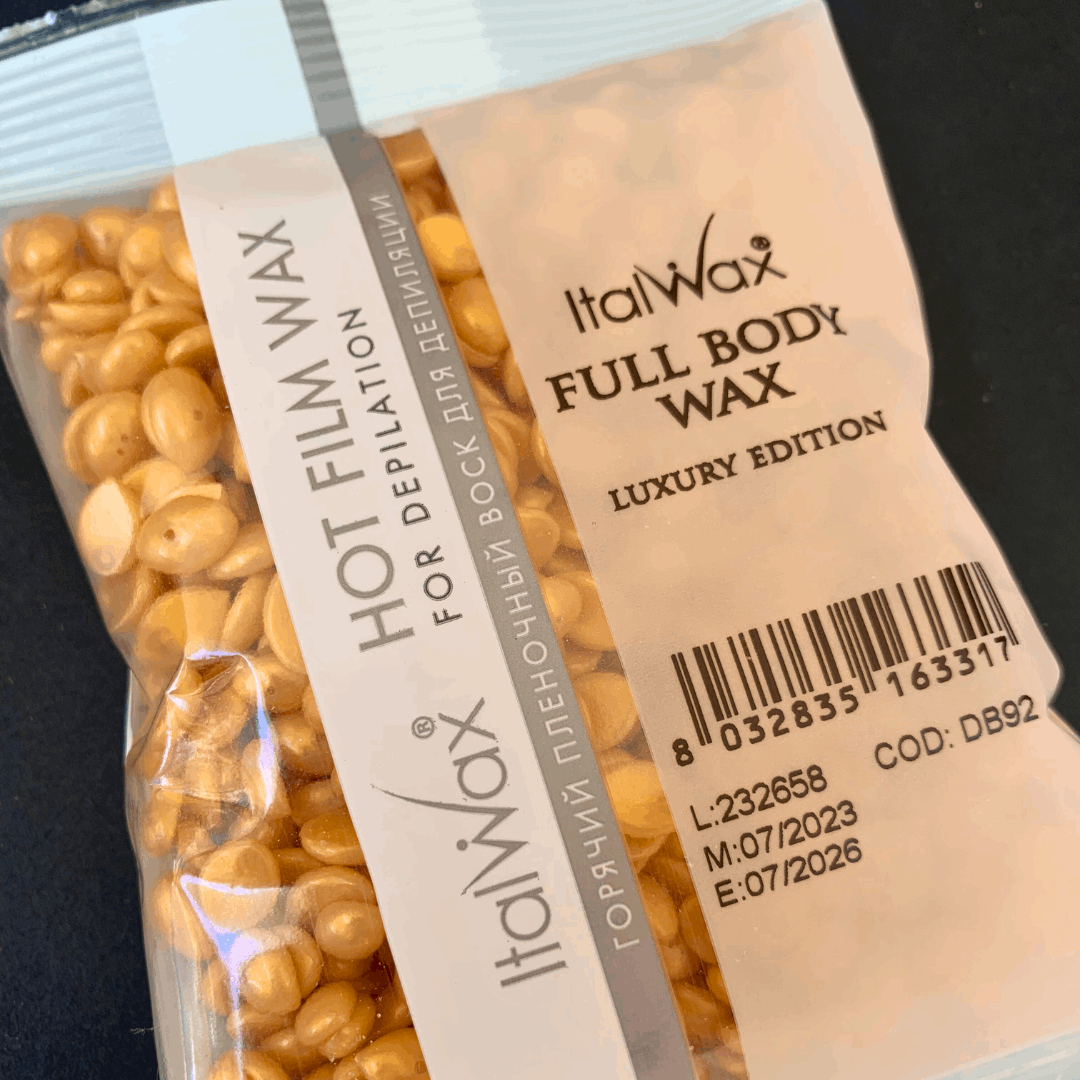 HOT FILM WAX
FOR DEPILATION
ItalWax®
ГОРЯЧИЙ ПЛЕНОЧНЫЙ ВОСК ДЛЯ ДЕПИЛЯЦИИ
ItalWax®
FULL BODY
WAX
LUXURY EDITION
8 032835 163317
COD: DB92
L:232658
M:07/2023
E:07/2026